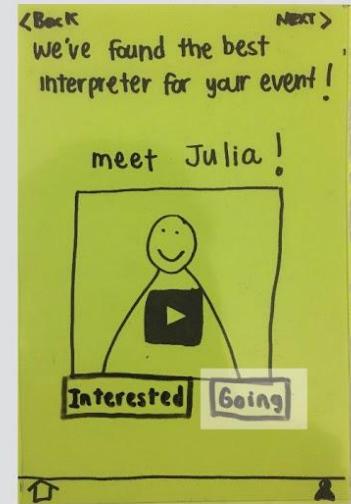 < Back NEXT >
we've found the best
interpreter for your event!
meet Julia!
Interested Going